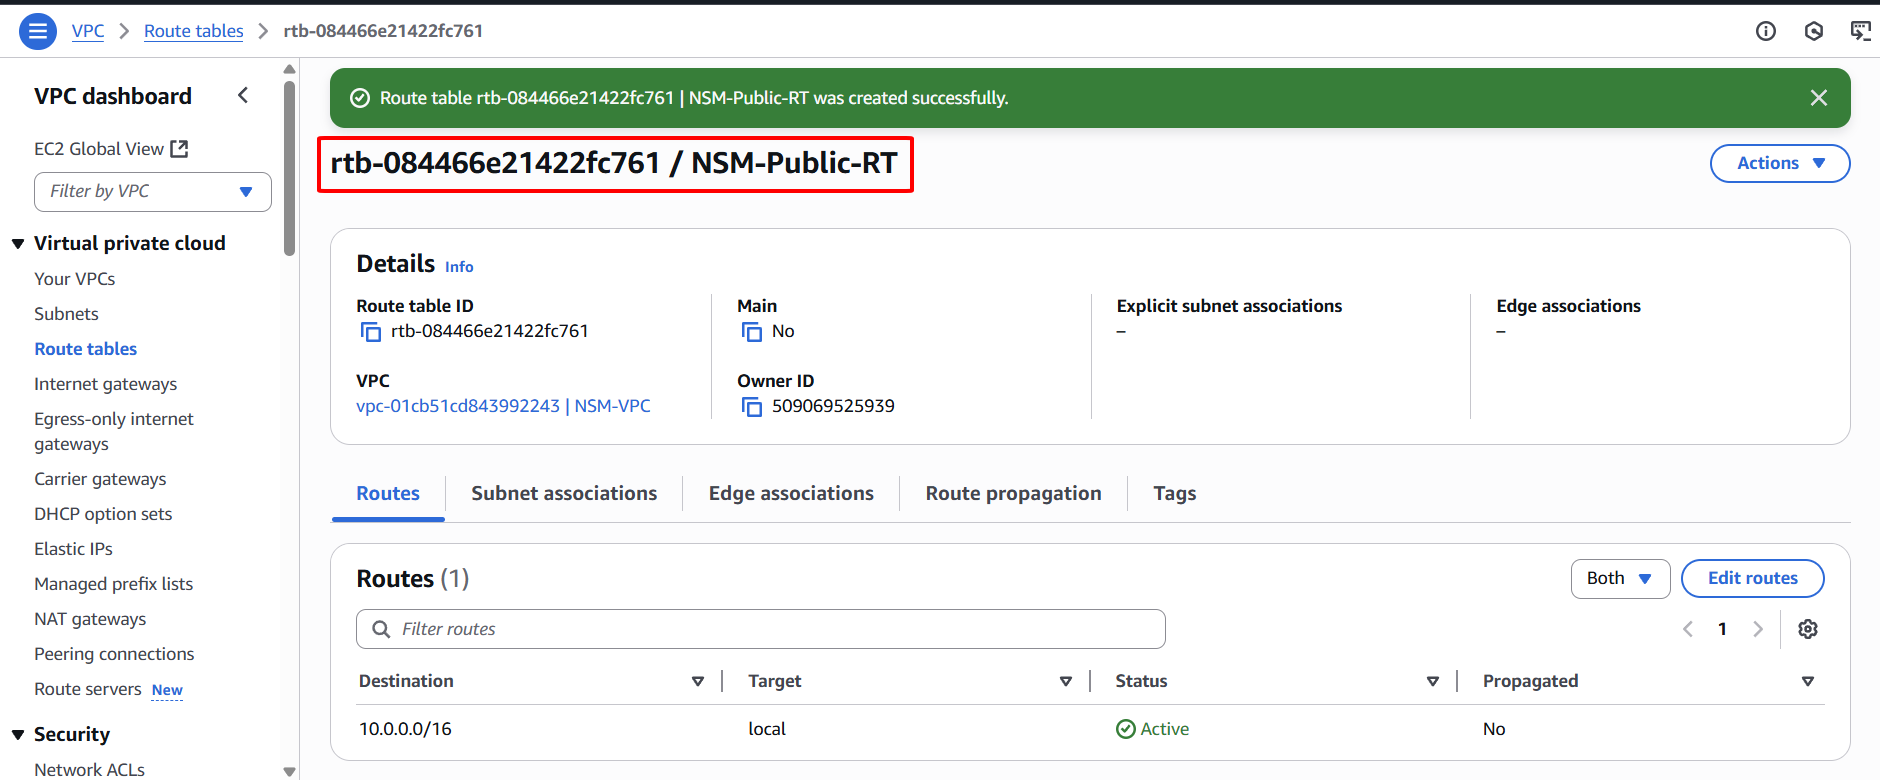 VPC > Route tables > rtb-084466e21422fc761
VPC dashboard
EC2 Global View
Filter by VPC
Virtual private cloud
Your VPCs
Subnets
Route tables
Internet gateways
Egress-only internet
gateways
Carrier gateways
DHCP option sets
Elastic IPs
Managed prefix lists
NAT gateways
Peering connections
Route servers New
Security
Network ACLs
Route table rtb-084466e21422fc761 | NSM-Public-RT was created successfully.
rtb-084466e21422fc761 / NSM-Public-RT
Actions
Details Info
Route table ID
rtb-084466e21422fc761
Main
No
Explicit subnet associations
–
Edge associations
–
VPC
vpc-01cb51cd843992243 | NSM-VPC
Owner ID
509069525939
Routes Subnet associations Edge associations Route propagation Tags
Routes (1)
Both
Edit routes
Filter routes
1
Destination Target Status Propagated
10.0.0.0/16 local Active No